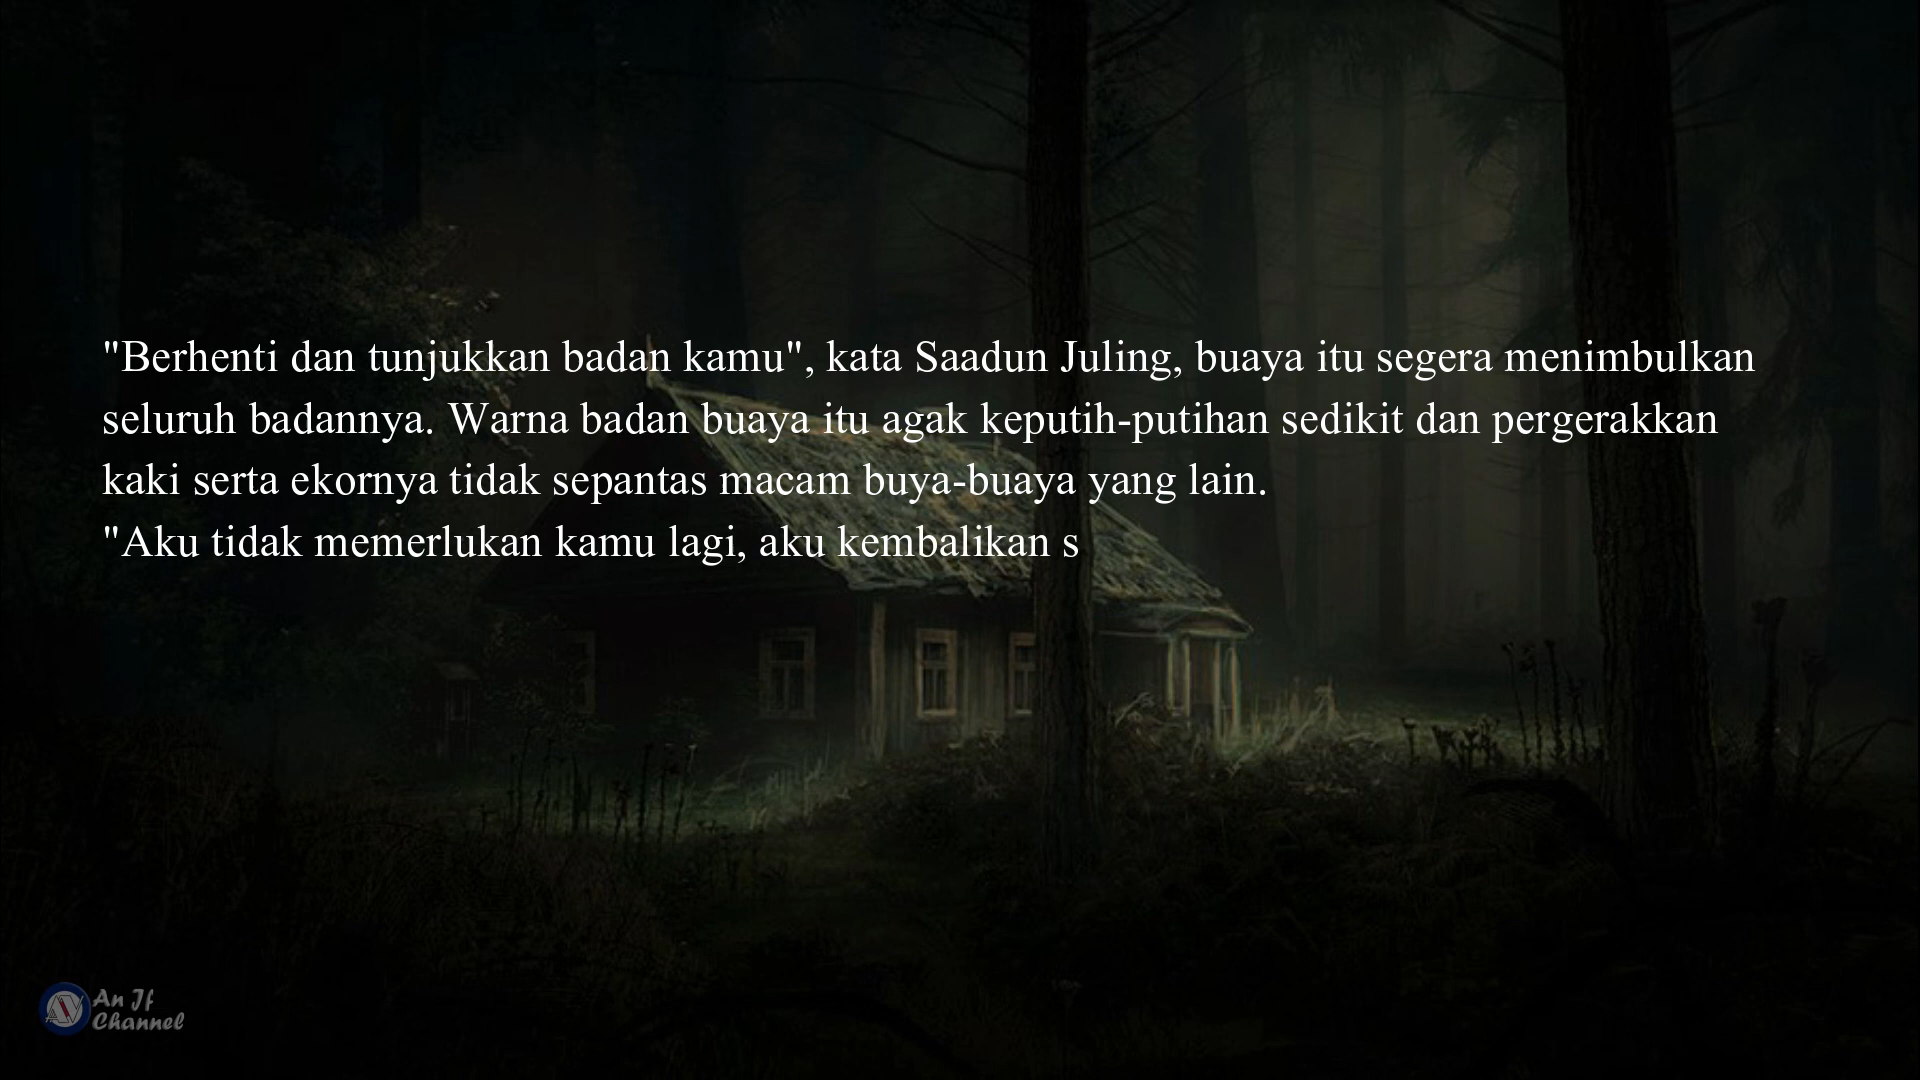 "Berhenti dan tunjukkan badan kamu", kata Saadun Juling, buaya itu segera menimbulkan
seluruh badannya. Warna badan buaya itu agak keputih-putihan sedikit dan pergerakkan
kaki serta ekornya tidak sepantas macam buya-buaya yang lain.
"Aku tidak memerlukan kamu lagi, aku kembalikan s
An If
Channel